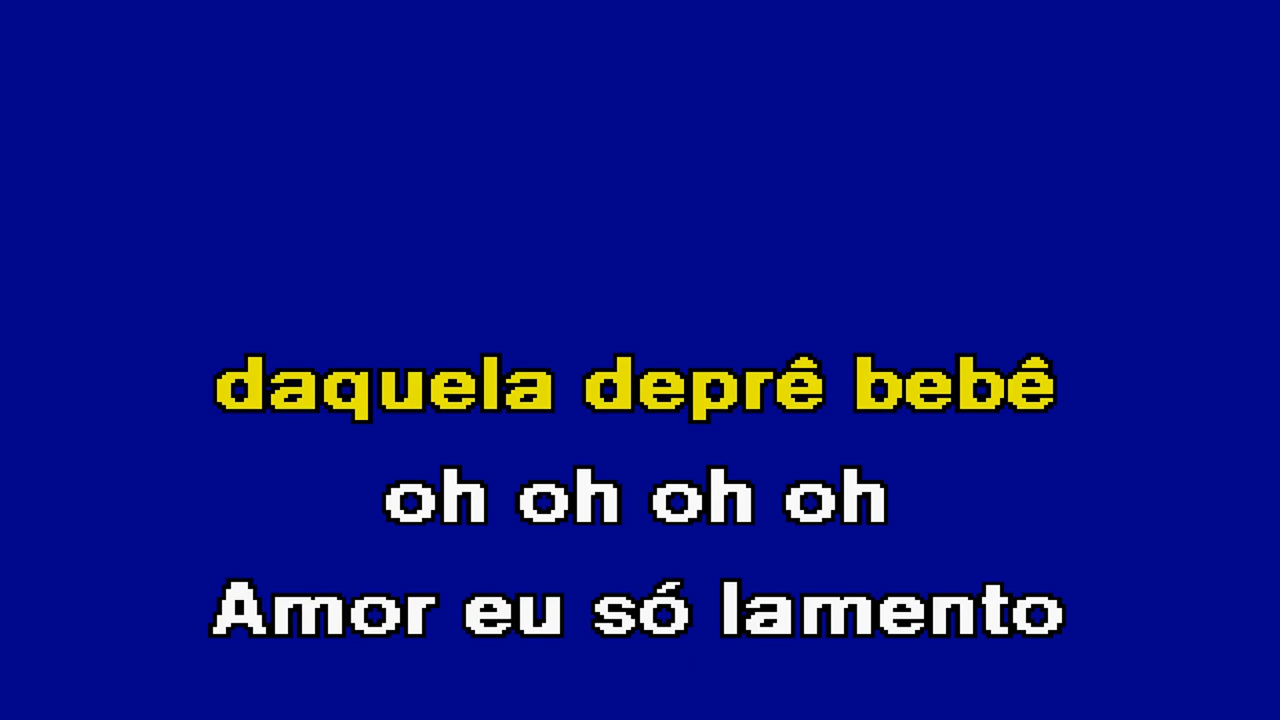 daquela deprê bebê
oh oh oh oh
Amor eu só lamento